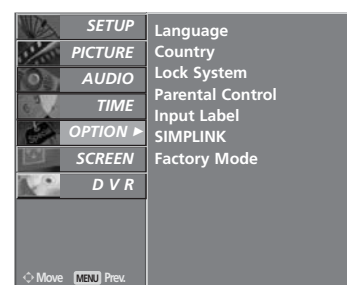 SETUP
PICTURE
AUDIO
TIME
OPTION
SCREEN
D V R
Language
Country
Lock System
Parental Control
Input Label
SIMPLINK
Factory Mode
Move MENU Prev.